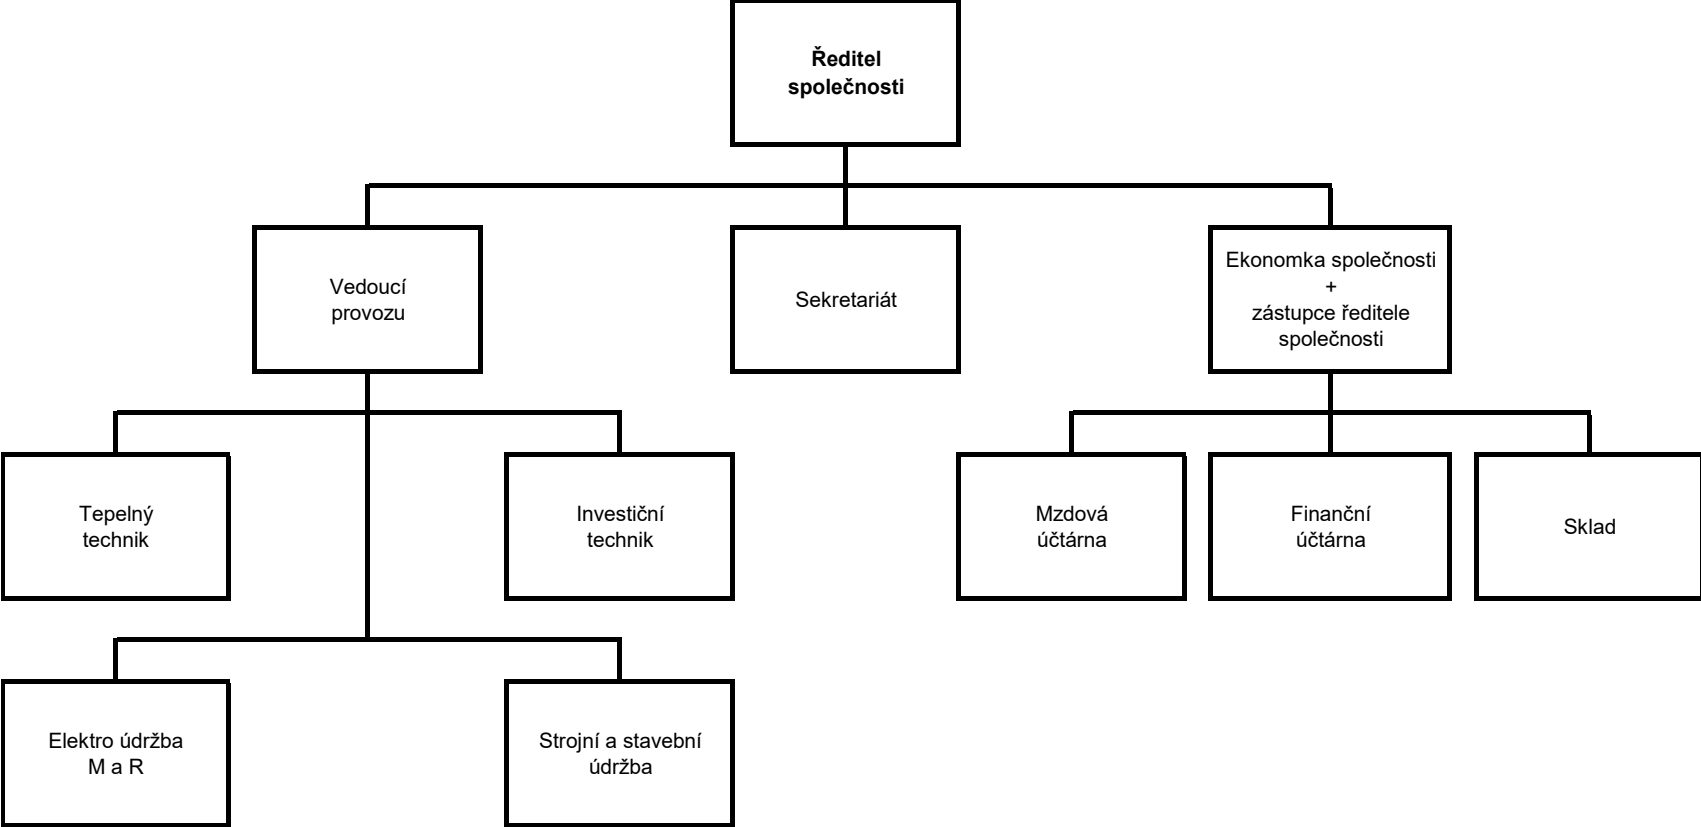 Ředitel
společnosti
Vedoucí
provozu
Sekretariát
Ekonomka společnosti
+
zástupce ředitele
společnosti
Tepelný
technik
Investiční
technik
Mzdová
účtárna
Finanční
účtárna
Sklad
Elektro údržba
M a R
Strojní a stavební
údržba